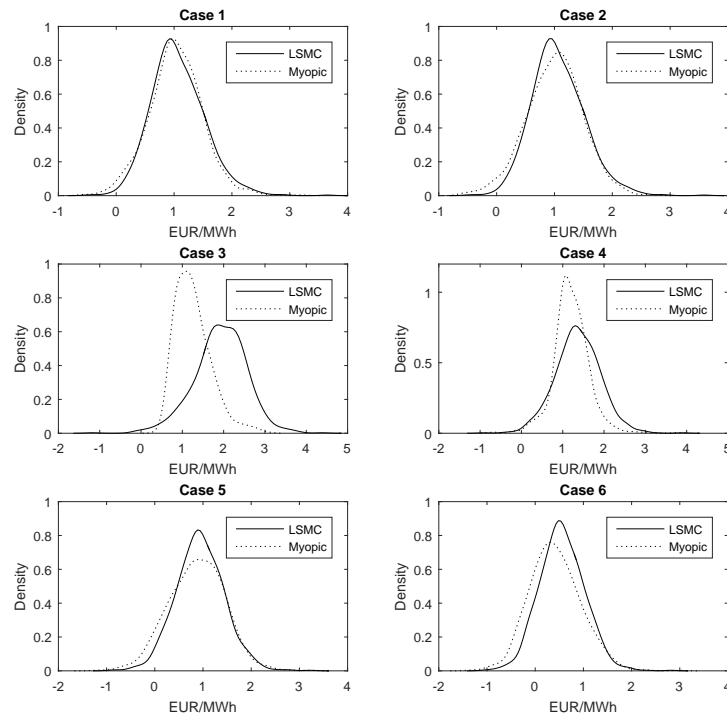 Case 1
1
0.8
0.6
0.4
0.2
0
Density
LSMC
Myopic
-1 0 1 2 3 4
EUR/MWh
Case 2
1
0.8
0.6
0.4
0.2
0
Density
LSMC
Myopic
-1 0 1 2 3 4
EUR/MWh
Case 3
1
0.8
0.6
0.4
0.2
0
Density
LSMC
Myopic
-2 -1 0 1 2 3 4 5
EUR/MWh
Case 4
1
0.5
0
Density
LSMC
Myopic
-2 -1 0 1 2 3 4 5
EUR/MWh
Case 5
1
0.8
0.6
0.4
0.2
0
Density
LSMC
Myopic
-2 -1 0 1 2 3 4
EUR/MWh
Case 6
1
0.8
0.6
0.4
0.2
0
Density
LSMC
Myopic
-2 -1 0 1 2 3 4
EUR/MWh